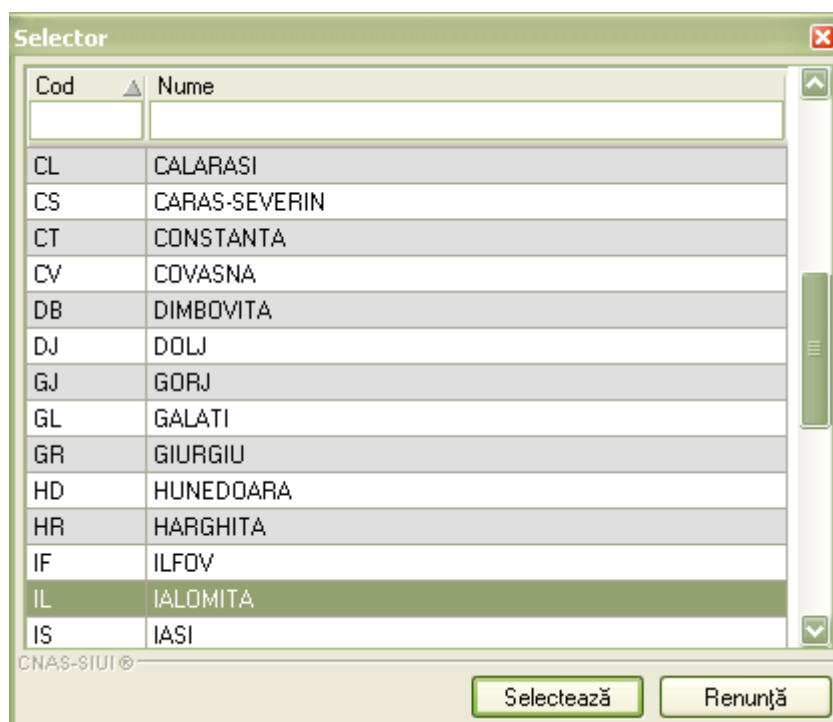 Selector
Cod Nume
CL CALARASI
CS CARAS-SEVERIN
CT CONSTANTA
CV COVASNA
DB DIMBOVITA
DJ DOLJ
GJ GORJ
GL GALATI
GR GIURGIU
HD HUNEDOARA
HR HARGHITA
IF ILFOV
IL IALOMITA
IS IASI
CNAS-SIUI®
Selectează Renunţă